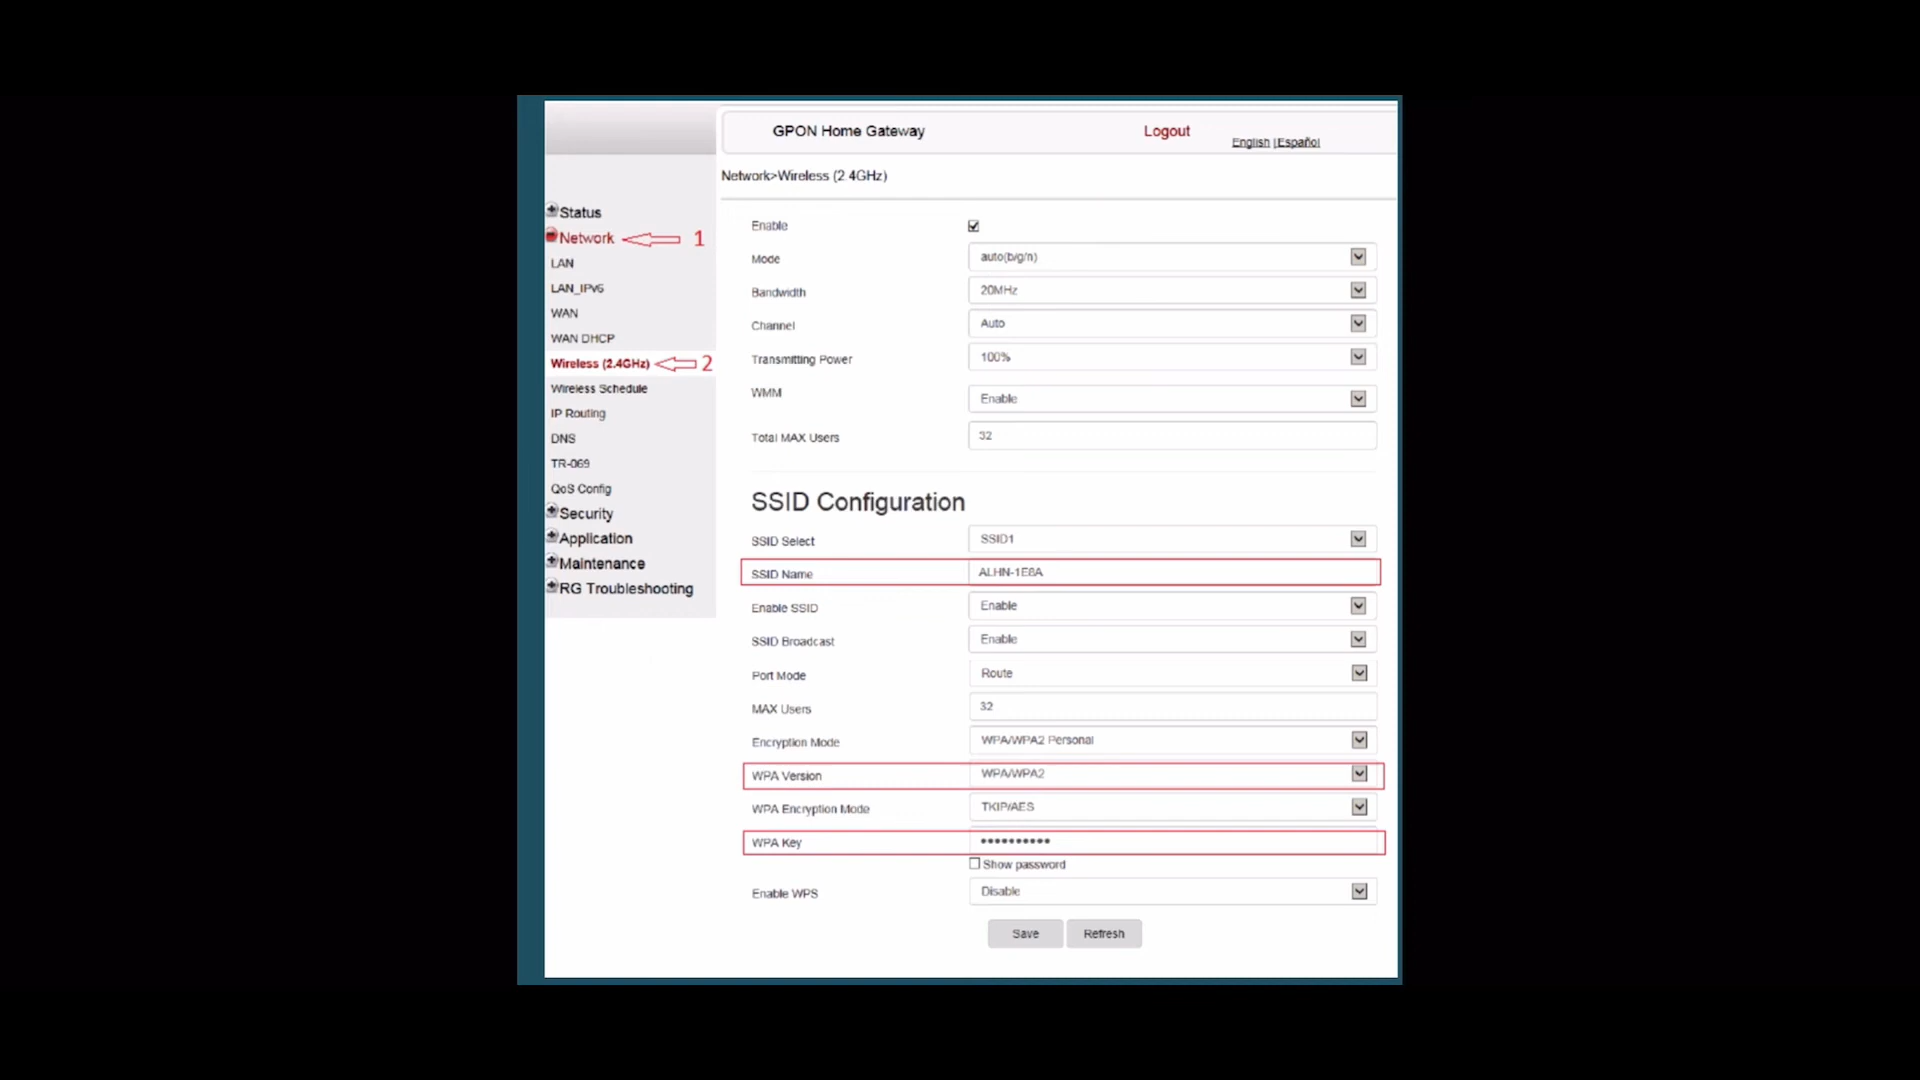 GPON Home Gateway
Logout
English |Español
Network>Wireless (2.4GHz)
Status
Network 1
LAN
LAN_IPv6
WAN
WAN DHCP
Wireless (2.4GHz) 2
Wireless Schedule
IP Routing
DNS
TR-069
QoS Config
Security
Application
Maintenance
RG Troubleshooting
Enable
Mode auto(b/g/n)
Bandwidth 20MHz
Channel Auto
Transmitting Power 100%
WMM Enable
Total MAX Users 32
SSID Configuration
SSID Select SSID1
SSID Name ALHN-1E8A
Enable SSID Enable
SSID Broadcast Enable
Port Mode Route
MAX Users 32
Encryption Mode WPA/WPA2 Personal
WPA Version WPA/WPA2
WPA Encryption Mode TKIP/AES
WPA Key ••••••••••
Show password
Enable WPS Disable
Save Refresh